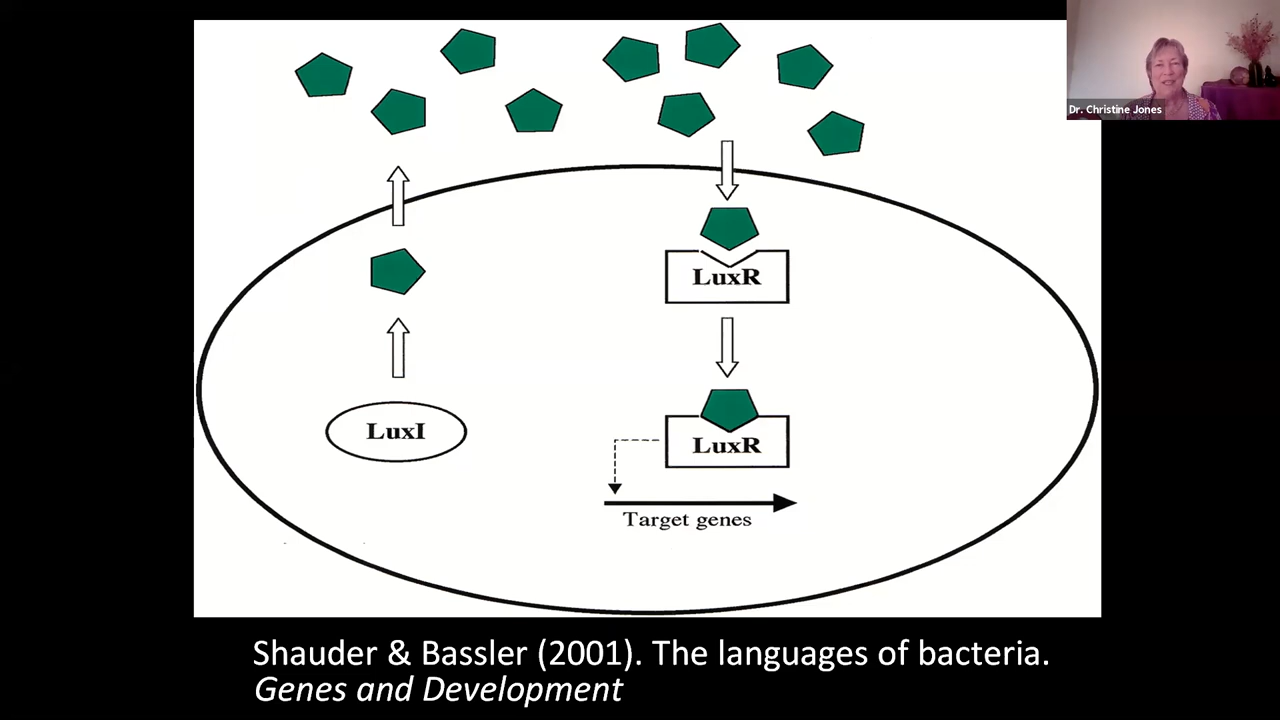 Dr. Christine Jones
LuxR
LuxI
LuxR
Target genes
Shauder & Bassler (2001). The languages of bacteria.
Genes and Development